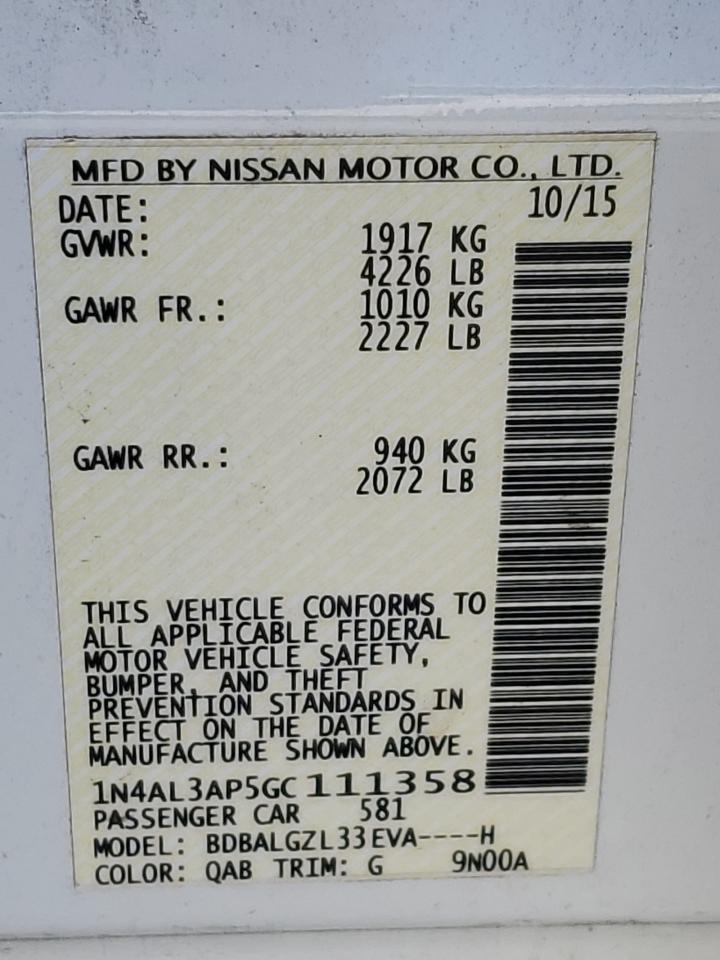 MFD BY NISSAN MOTOR CO., LTD.
DATE: 10/15
GVWR: 1917 KG
4226 LB
GAWR FR.: 1010 KG
2227 LB
GAWR RR.: 940 KG
2072 LB
THIS VEHICLE CONFORMS TO
ALL APPLICABLE FEDERAL
MOTOR VEHICLE SAFETY,
BUMPER, AND THEFT
PREVENTION STANDARDS IN
EFFECT ON THE DATE OF
MANUFACTURE SHOWN ABOVE.
1N4AL3AP5GC111358
PASSENGER CAR 581
MODEL: BDBALGZL33EVA----H
COLOR: QAB TRIM: G 9N00A